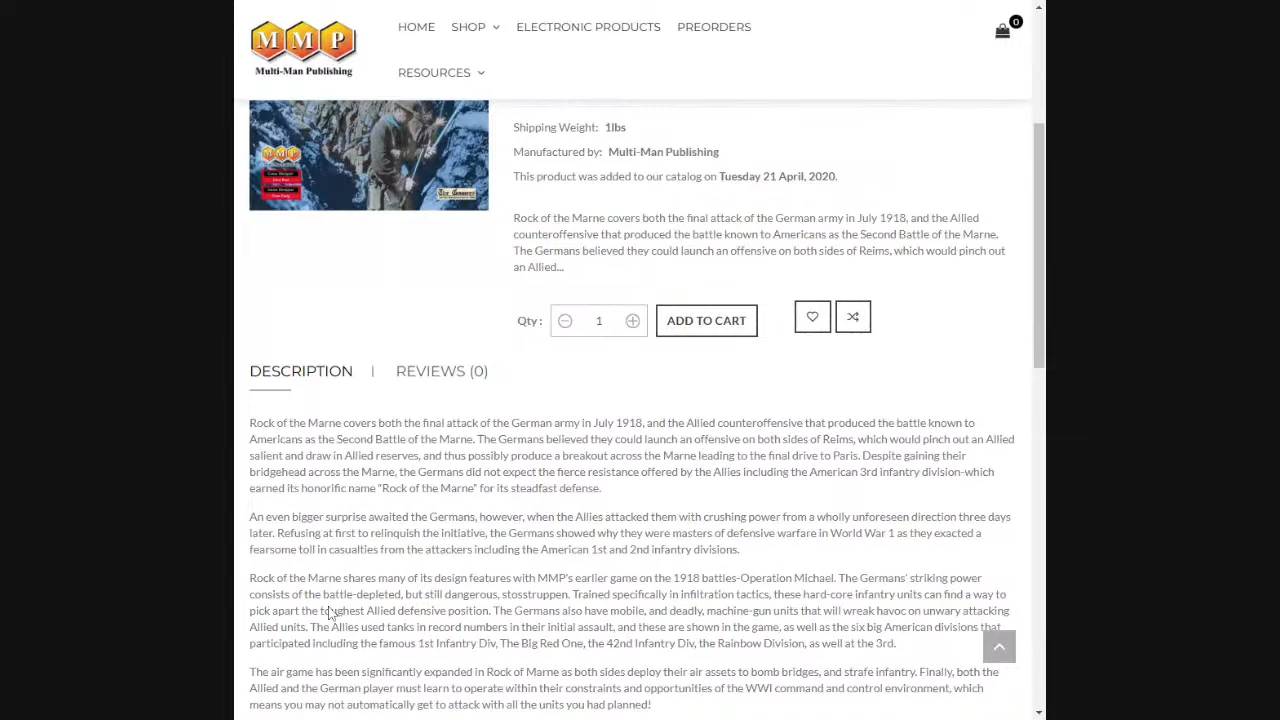 HOME SHOP ELECTRONIC PRODUCTS PREORDERS
0
MMP
Multi-Man Publishing
RESOURCES
Shipping Weight: 1lbs
Manufactured by: Multi-Man Publishing
This product was added to our catalog on Tuesday 21 April, 2020.
MMP
Rock of the Marne covers both the final attack of the German army in July 1918, and the Allied
counteroffensive that produced the battle known to Americans as the Second Battle of the Marne.
The Germans believed they could launch an offensive on both sides of Reims, which would pinch out
an Allied...
Qty : 1 ADD TO CART
DESCRIPTION | REVIEWS (0)
Rock of the Marne covers both the final attack of the German army in July 1918, and the Allied counteroffensive that produced the battle known to
Americans as the Second Battle of the Marne. The Germans believed they could launch an offensive on both sides of Reims, which would pinch out an Allied
salient and draw in Allied reserves, and thus possibly produce a breakout across the Marne leading to the final drive to Paris. Despite gaining their
bridgehead across the Marne, the Germans did not expect the fierce resistance offered by the Allies including the American 3rd infantry division-which
earned its honorific name "Rock of the Marne" for its steadfast defense.
An even bigger surprise awaited the Germans, however, when the Allies attacked them with crushing power from a wholly unforeseen direction three days
later. Refusing at first to relinquish the initiative, the Germans showed why they were masters of defensive warfare in World War 1 as they exacted a
fearsome toll in casualties from the attackers including the American 1st and 2nd infantry divisions.
Rock of the Marne shares many of its design features with MMP's earlier game on the 1918 battles-Operation Michael. The Germans' striking power
consists of the battle-depleted, but still dangerous, stosstruppen. Trained specifically in infiltration tactics, these hard-core infantry units can find a way to
pick apart the toughest Allied defensive position. The Germans also have mobile, and deadly, machine-gun units that will wreak havoc on unwary attacking
Allied units. The Allies used tanks in record numbers in their initial assault, and these are shown in the game, as well as the six big American divisions that
participated including the famous 1st Infantry Div, The Big Red One, the 42nd Infantry Div, the Rainbow Division, as well at the 3rd.
The air game has been significantly expanded in Rock of Marne as both sides deploy their air assets to bomb bridges, and strafe infantry. Finally, both the
Allied and the German player must learn to operate within their constraints and opportunities of the WWI command and control environment, which
means you may not automatically get to attack with all the units you had planned!